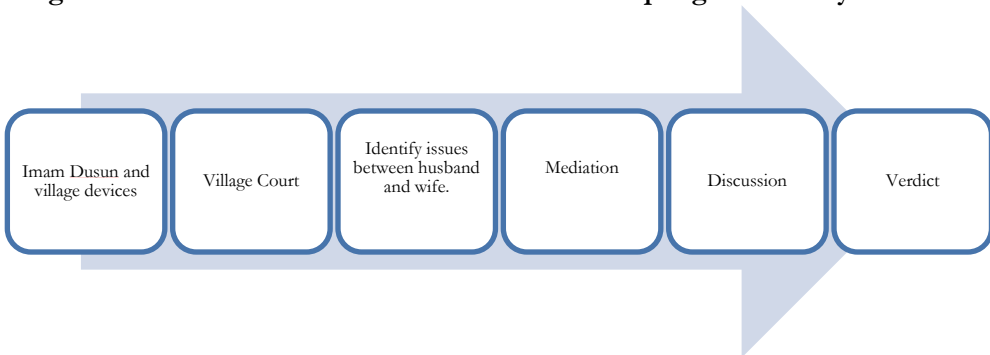 Imam Dusun and
village devices
Village Court
Identify issues
between husband
and wife.
Mediation
Discussion
Verdict